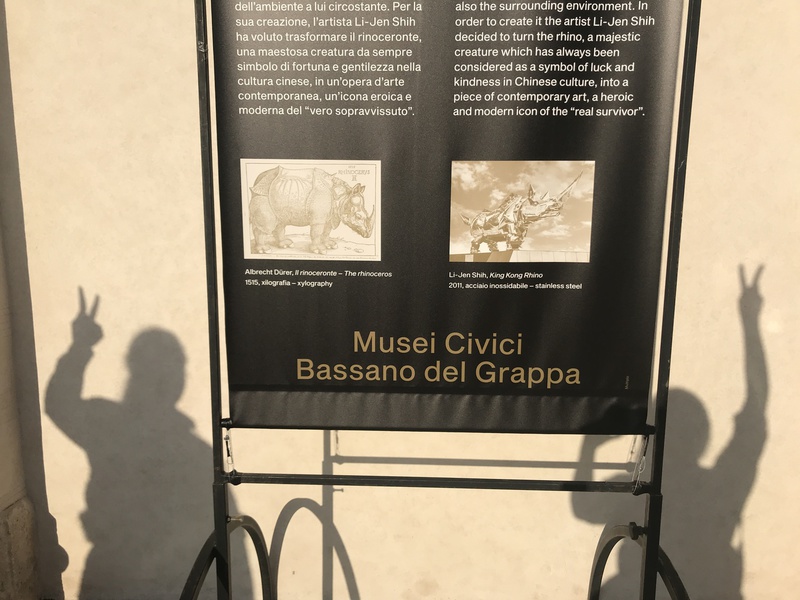 dell'ambiente a lui circostante. Per la
sua creazione, l'artista Li-Jen Shih
ha voluto trasformare il rinoceronte,
una maestosa creatura da sempre
simbolo di fortuna e gentilezza nella
cultura cinese, in un'opera d'arte
contemporanea, un'icona eroica e
moderna del “vero sopravvissuto”.
also the surrounding environment. In
order to create it the artist Li-Jen Shih
decided to turn the rhino, a majestic
creature which has always been
considered as a symbol of luck and
kindness in Chinese culture, into a
piece of contemporary art, a heroic
and modern icon of the “real survivor”.
Albrecht Dürer, Il rinoceronte – The rhinoceros
1515, xilografia – xylography
Li-Jen Shih, King Kong Rhino
2011, acciaio inossidabile – stainless steel
Musei Civici
Bassano del Grappa